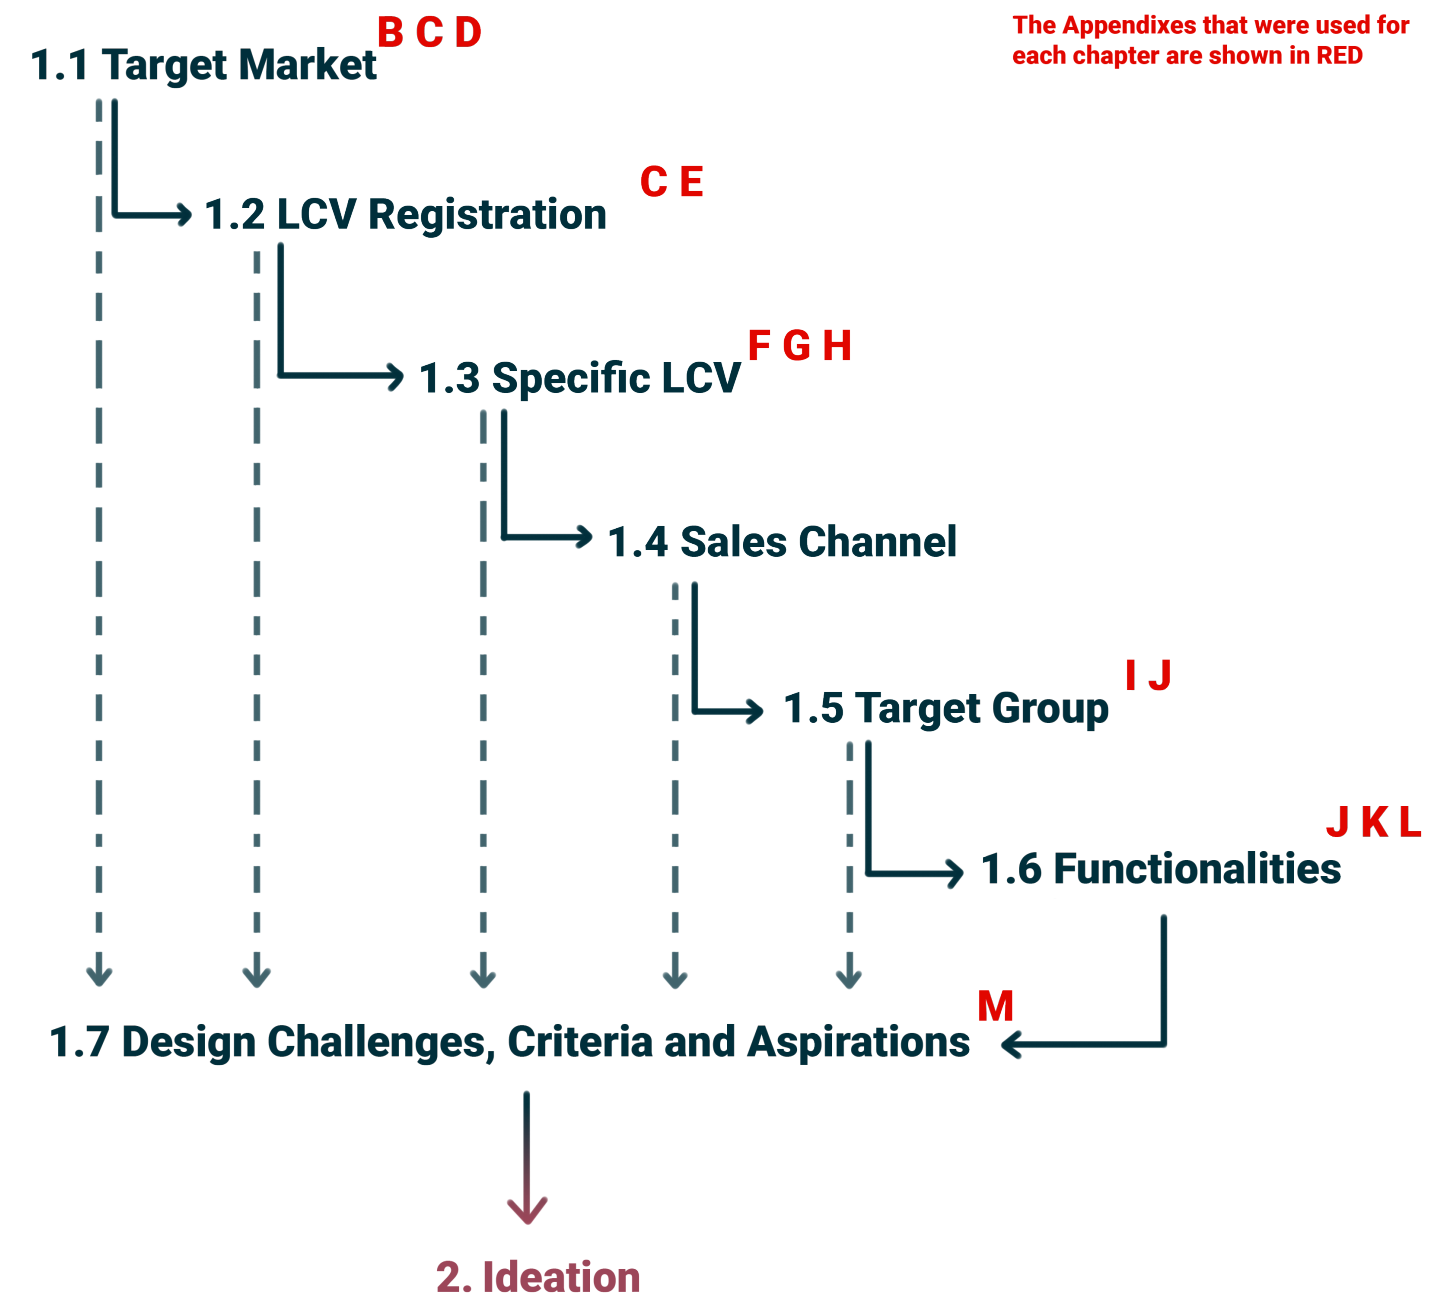 B C D
1.1 Target Market
The Appendixes that were used for
each chapter are shown in RED
C E
1.2 LCV Registration
F G H
1.3 Specific LCV
1.4 Sales Channel
I J
1.5 Target Group
J K L
1.6 Functionalities
M
1.7 Design Challenges, Criteria and Aspirations
2. Ideation